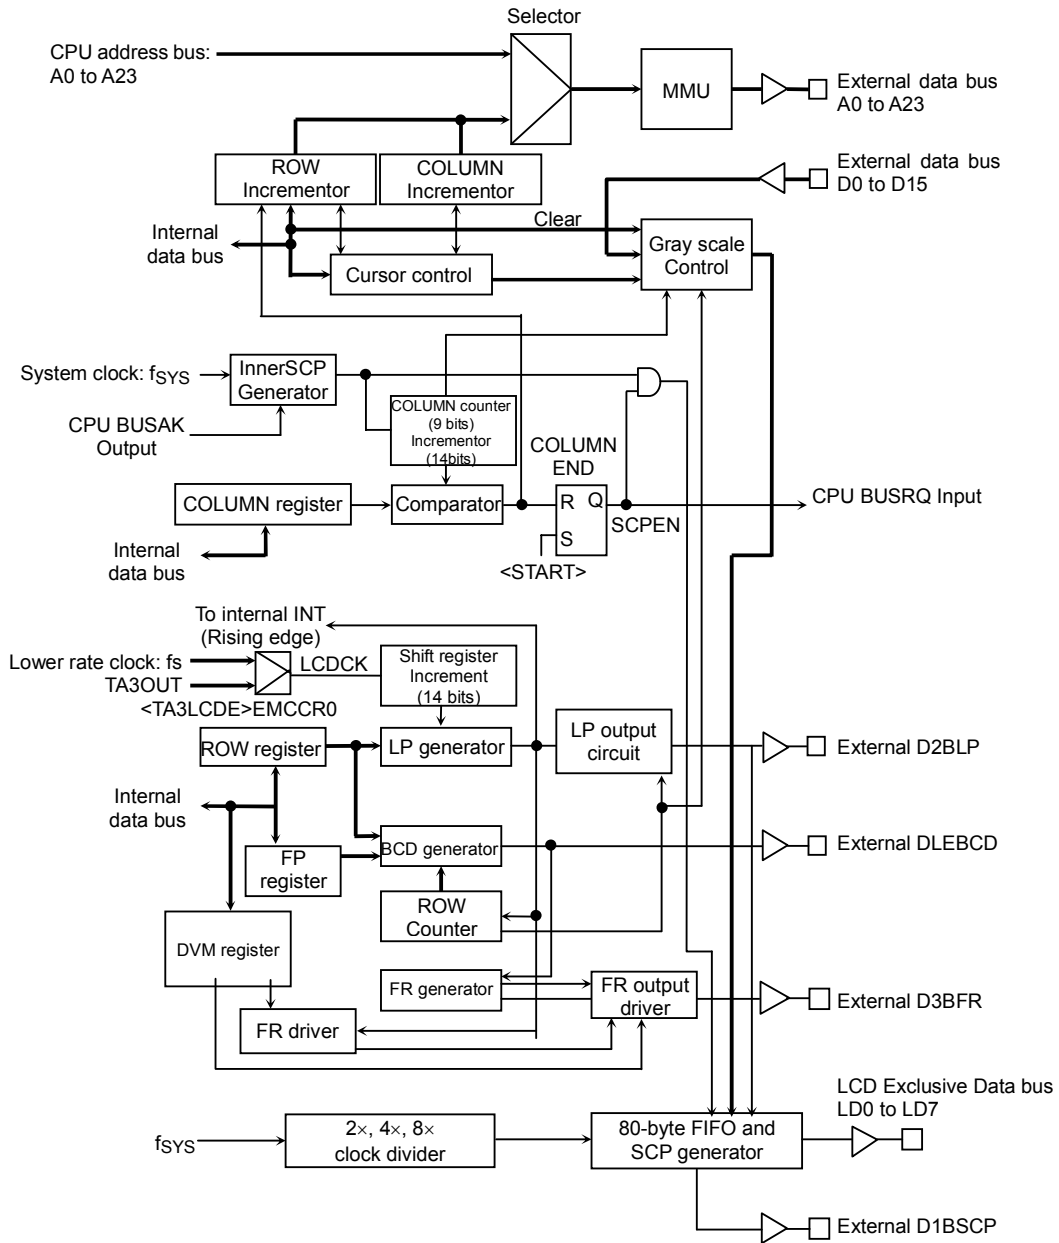 Selector
CPU address bus:
A0 to A23
MMU
External data bus
A0 to A23
ROW
Incrementor
COLUMN
Incrementor
External data bus
D0 to D15
Clear
Internal
data bus
Gray scale
Control
Cursor control
System clock: fSYS
InnerSCP
Generator
COLUMN counter
(9 bits)
Incrementor
(14bits)
CPU BUSAK
Output
COLUMN
END
COLUMN register
Comparator
R Q
S
SCPEN
CPU BUSRQ Input
Internal
data bus
<START>
To internal INT
(Rising edge)
Lower rate clock: fs
TA3OUT
LCDCK
Shift register
Increment
(14 bits)
<TA3LCDE>EMCCR0
ROW register
LP generator
LP output
circuit
External D2BLP
Internal
data bus
FP
register
BCD generator
External DLEBCD
ROW
Counter
DVM register
FR generator
FR output
driver
External D3BFR
FR driver
LCD Exclusive Data bus
LD0 to LD7
fSYS
2×, 4×, 8×
clock divider
80-byte FIFO and
SCP generator
External D1BSCP